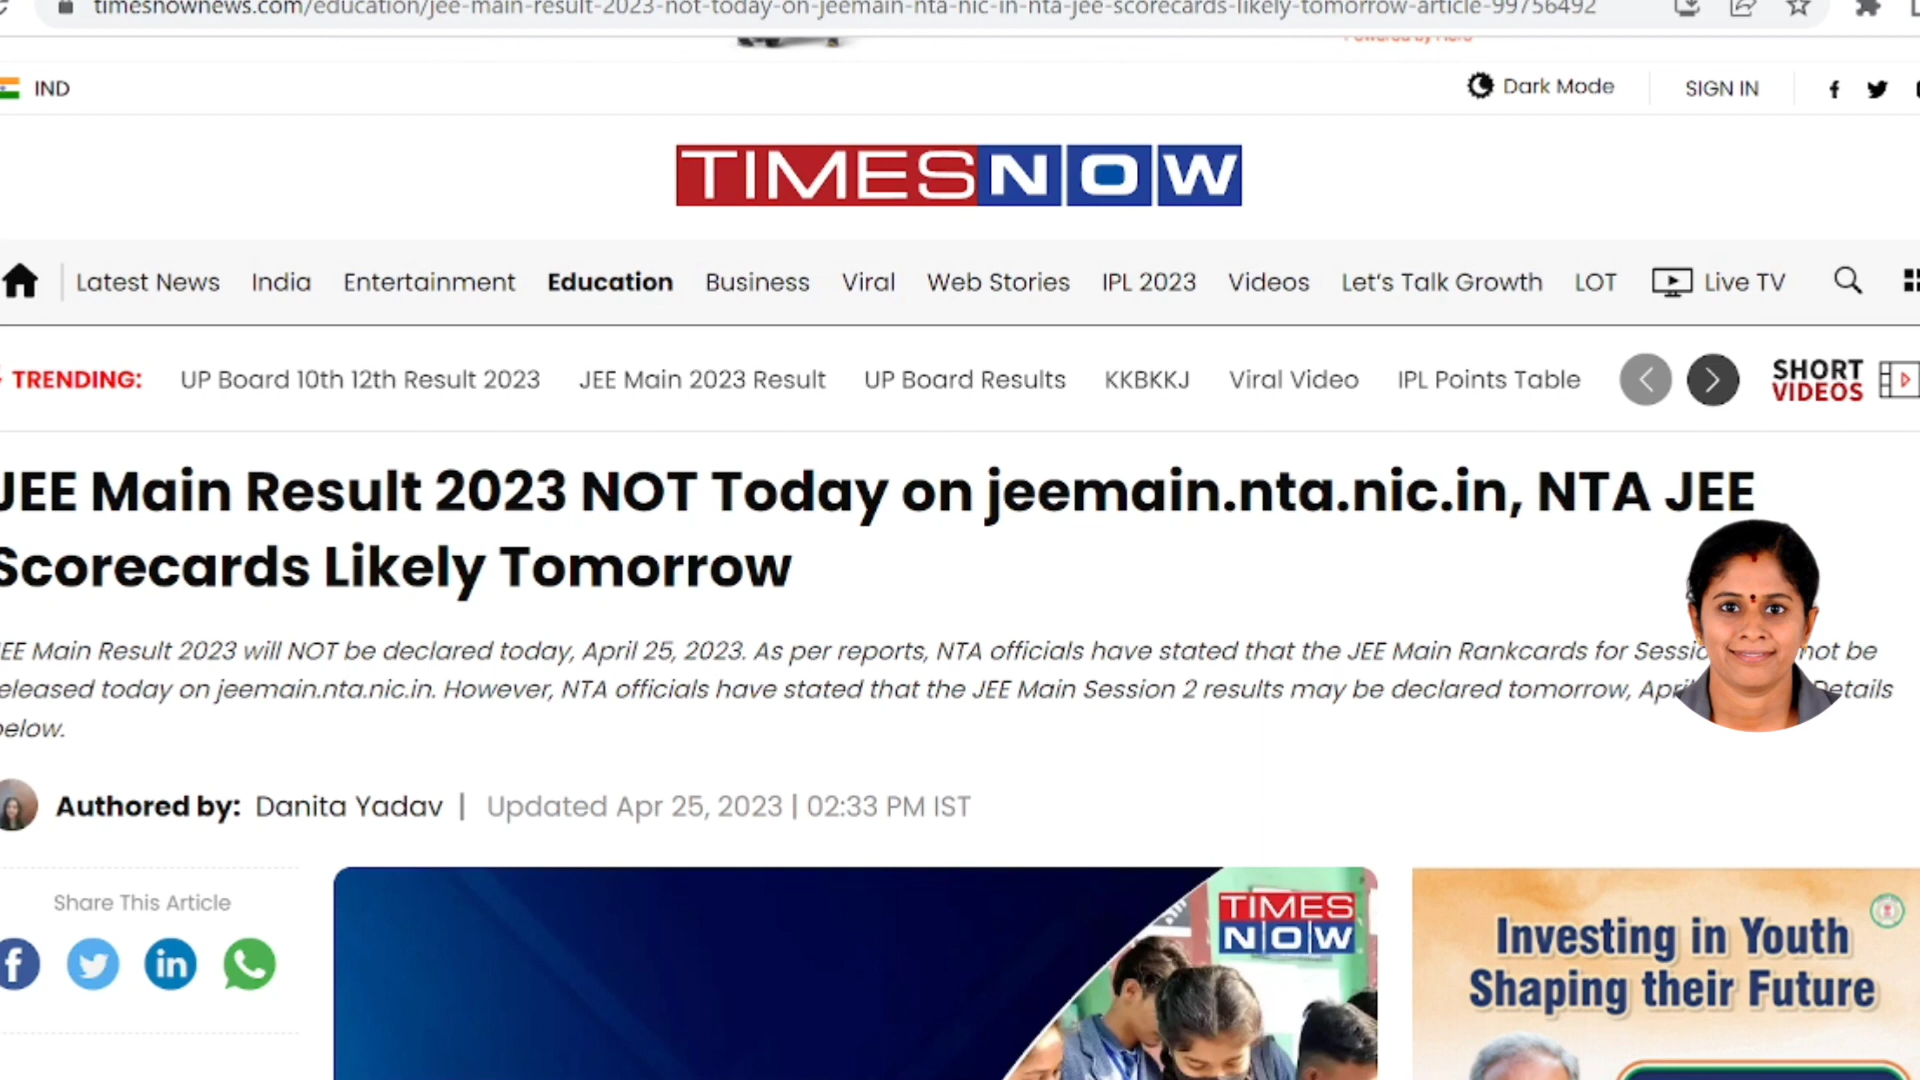 timesnownews.com/education/jee-main-result-2023-not-today-on-jeemain-nta-nic-in-nta-jee-scorecards-likely-tomorrow-article-99756492
IND
Dark Mode
SIGN IN
TIMES NOW
Latest News India Entertainment Education Business Viral Web Stories IPL 2023 Videos Let's Talk Growth LOT Live TV
TRENDING: UP Board 10th 12th Result 2023 JEE Main 2023 Result UP Board Results KKBKKJ Viral Video IPL Points Table
SHORT
VIDEOS
JEE Main Result 2023 NOT Today on jeemain.nta.nic.in, NTA JEE
Scorecards Likely Tomorrow
EE Main Result 2023 will NOT be declared today, April 25, 2023. As per reports, NTA officials have stated that the JEE Main Rankcards for Sessio not be
eleased today on jeemain.nta.nic.in. However, NTA officials have stated that the JEE Main Session 2 results may be declared tomorrow, Apri Details
below.
Authored by: Danita Yadav | Updated Apr 25, 2023 | 02:33 PM IST
Share This Article
TIMES
NOW
Investing in Youth
Shaping their Future